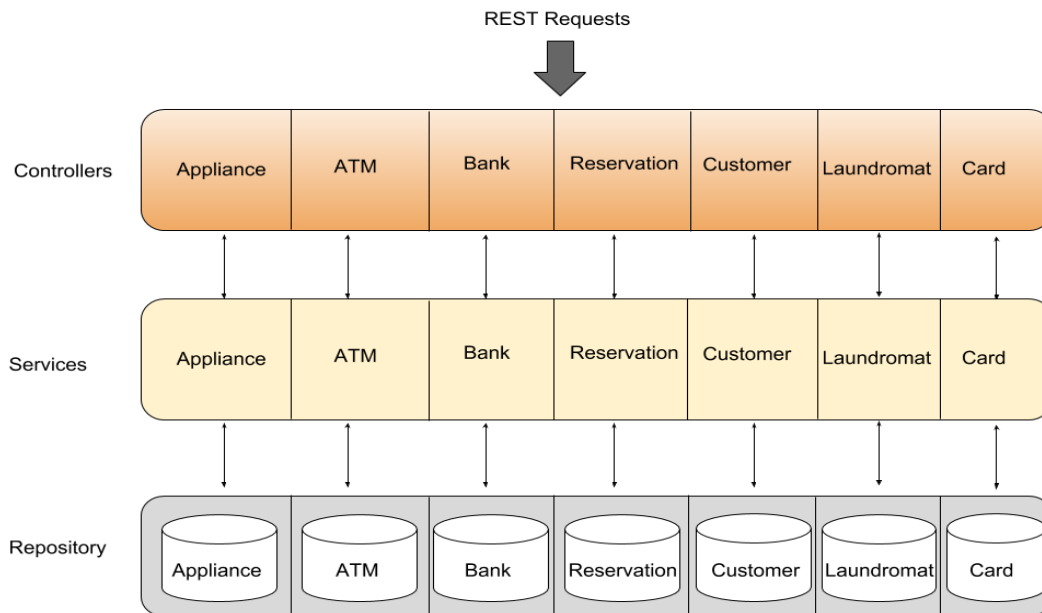 REST Requests
Controllers
Appliance
ATM
Bank
Reservation
Customer
Laundromat
Card
Services
Appliance
ATM
Bank
Reservation
Customer
Laundromat
Card
Repository
Appliance
ATM
Bank
Reservation
Customer
Laundromat
Card